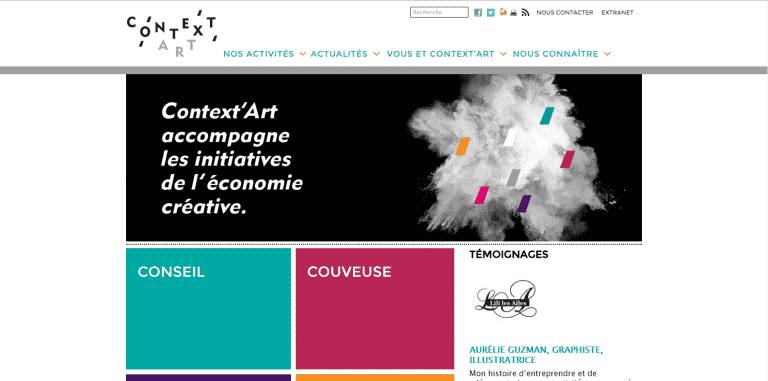 CONTEXT
ART
Recherche
NOUS CONTACTER
EXTRANET
NOS ACTIVITÉS
ACTUALITÉS
VOUS ET CONTEXT'ART
NOUS CONNAÎTRE
Context'Art
accompagne
les initiatives
de l'économie
créative.
CONSEIL
COUVEUSE
TÉMOIGNAGES
Lili les Ailes
AURÉLIE GUZMAN, GRAPHISTE,
ILLUSTRATRICE
Mon histoire d'entreprendre et de